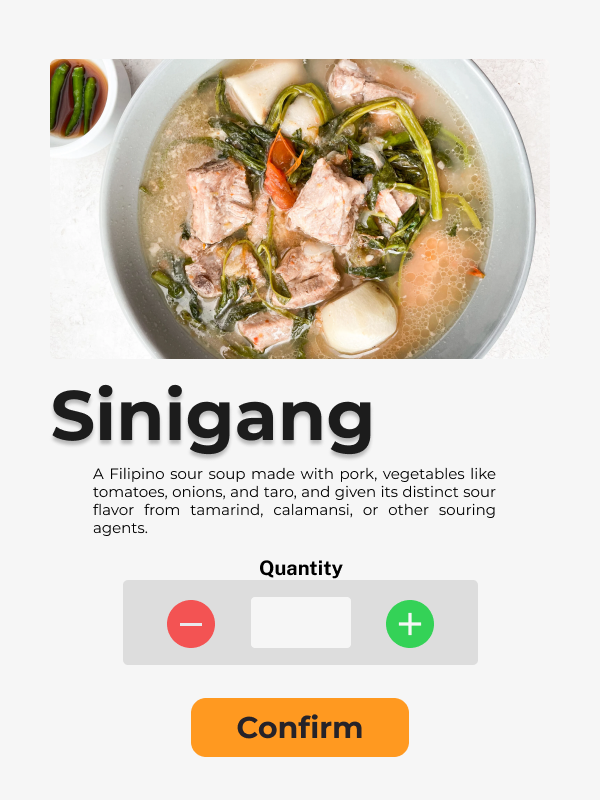 Sinigang
A Filipino sour soup made with pork, vegetables like
tomatoes, onions, and taro, and given its distinct sour
flavor from tamarind, calamansi, or other souring
agents.
Quantity
Confirm